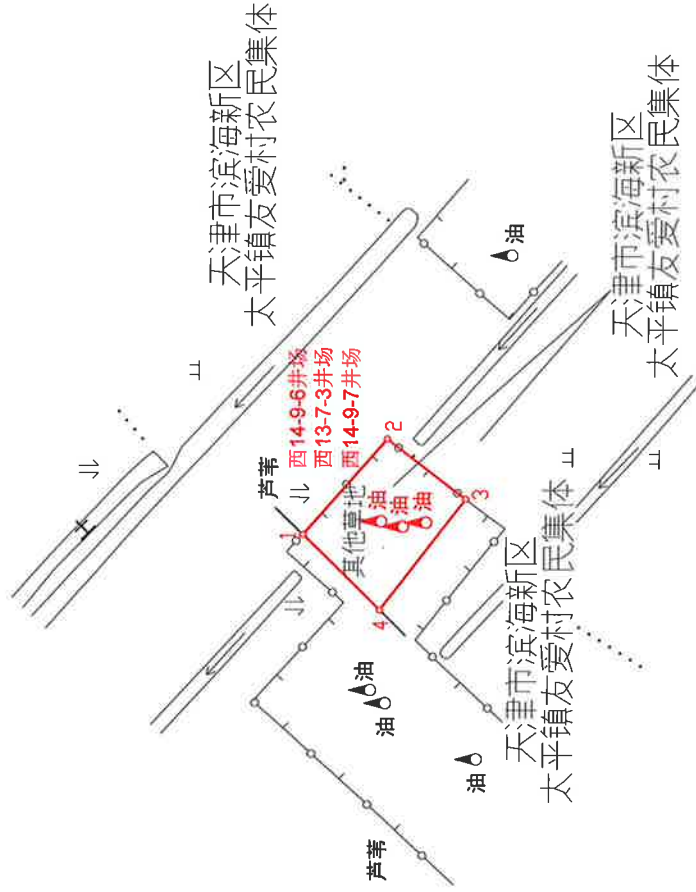 天津市滨海新区
太平镇友爱村农民集体
芦苇
西14-9-6井场
西13-7-3井场
西14-9-7井场
油
天津市滨海新区
太平镇友爱村农民集体
1
2
3
4
其他草地
油
油
油
油
油
油
芦苇
天津市滨海新区
太平镇友爱村农民集体